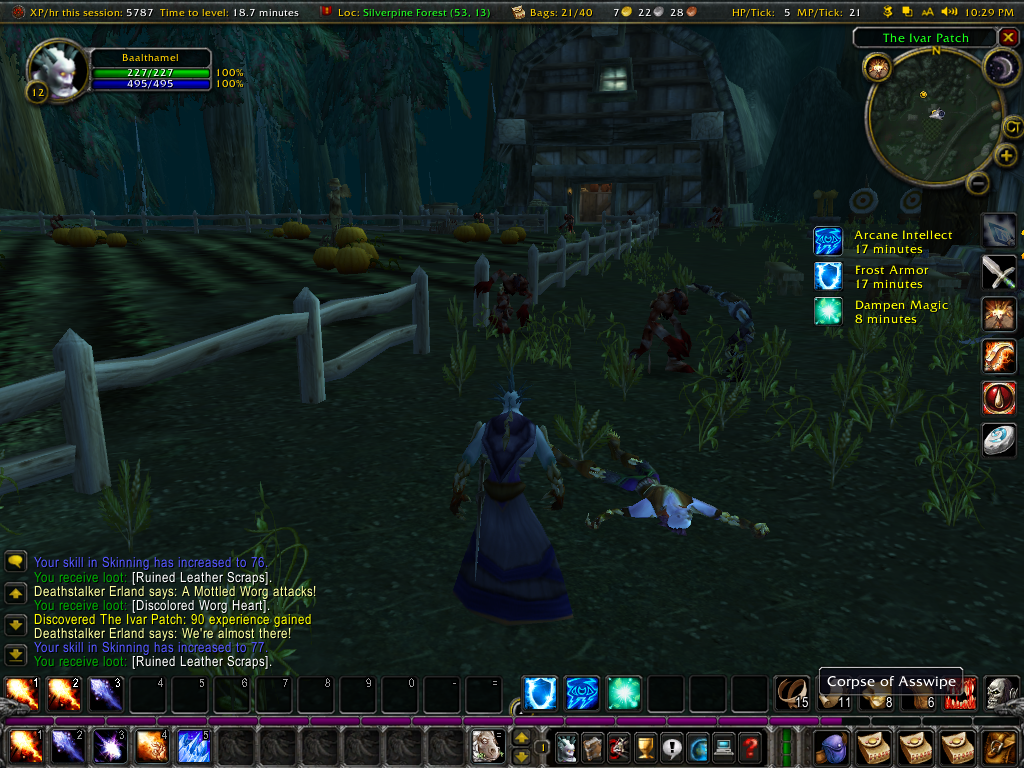 XP/hr this session: 5787 Time to level: 18.7 minutes Loc: Silverpine Forest (53, 13) Bags: 21/40 7 22 28 HP/Tick: 5 MP/Tick: 21 AA 10:29 PM
The Ivar Patch
N
Baalthamel
227/227 100%
495/495 100%
12
CT
Arcane Intellect
17 minutes
Frost Armor
17 minutes
Dampen Magic
8 minutes
Your skill in Skinning has increased to 76.
You receive loot: [Ruined Leather Scraps].
Deathstalker Erland says: A Mottled Worg attacks!
You receive loot: [Discolored Worg Heart].
Discovered The Ivar Patch: 90 experience gained
Deathstalker Erland says: We're almost there!
Your skill in Skinning has increased to 77.
You receive loot: [Ruined Leather Scraps].
Corpse of Asswipe
1 2 3 4 5 6 7 8 9 0 - = 15 11 8 6 11
1 2 3 4 5 = 1 ! ?